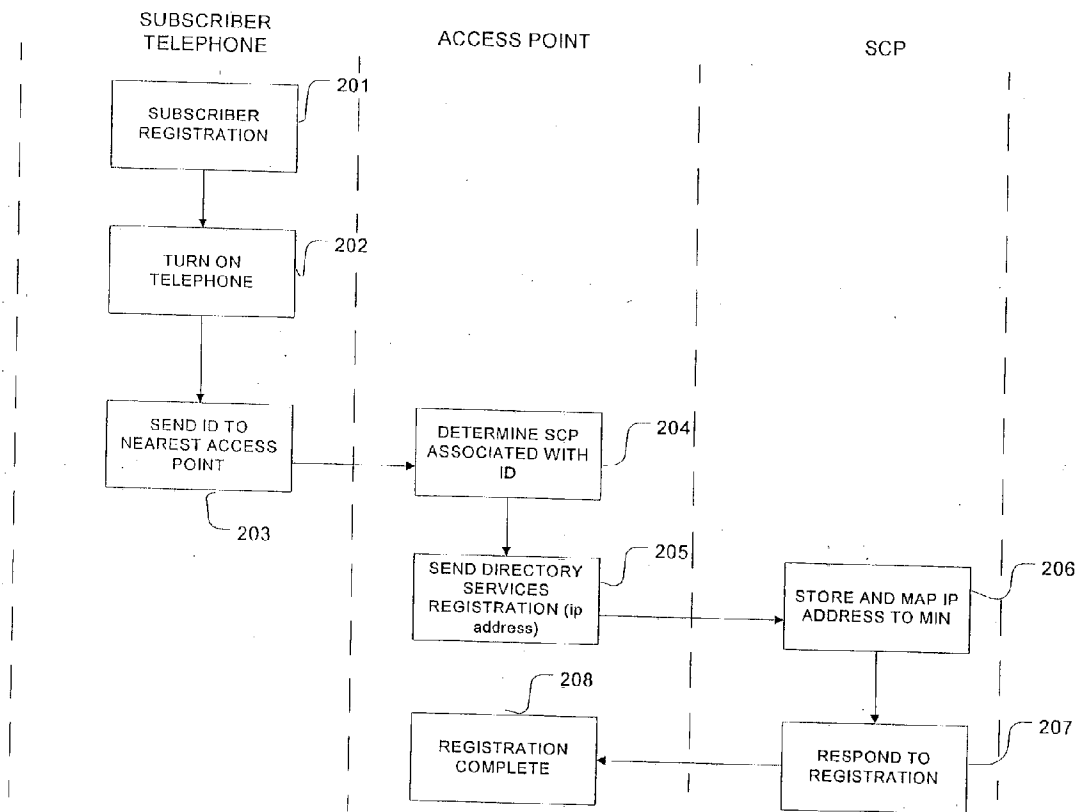 SUBSCRIBER
TELEPHONE
ACCESS POINT
SCP
201
SUBSCRIBER
REGISTRATION
202
TURN ON
TELEPHONE
SEND ID TO
NEAREST ACCESS
POINT
203
204
DETERMINE SCP
ASSOCIATED WITH
ID
205
SEND DIRECTORY
SERVICES
REGISTRATION (ip
address)
206
STORE AND MAP IP
ADDRESS TO MIN
207
RESPOND TO
REGISTRATION
208
REGISTRATION
COMPLETE